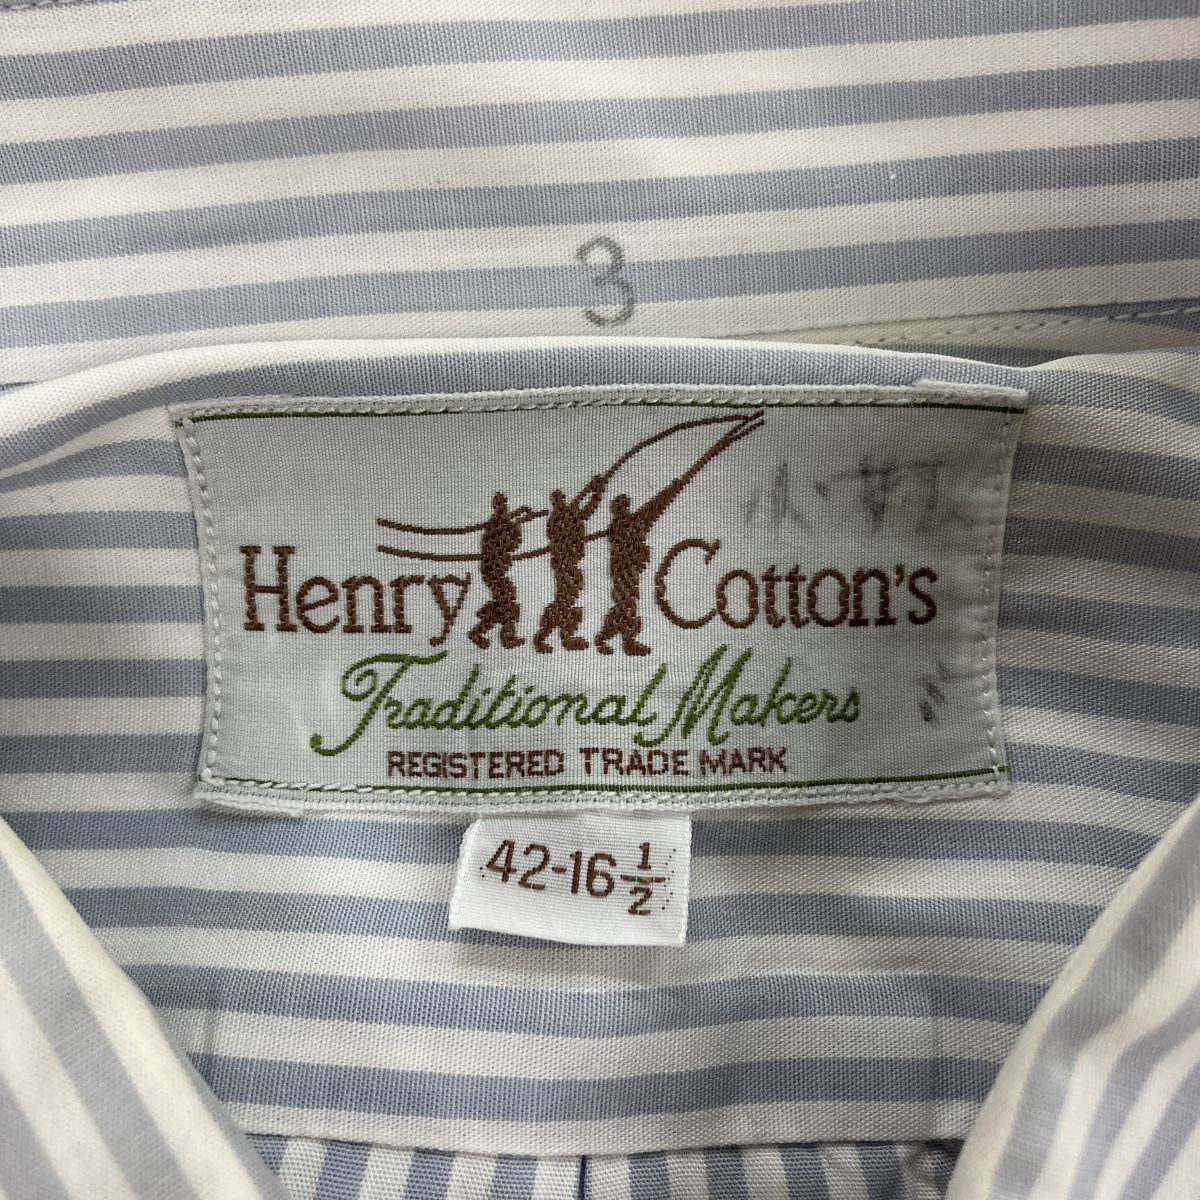 3
Henry Cotton's
Traditional Makers
REGISTERED TRADE MARK
42-16 1/2